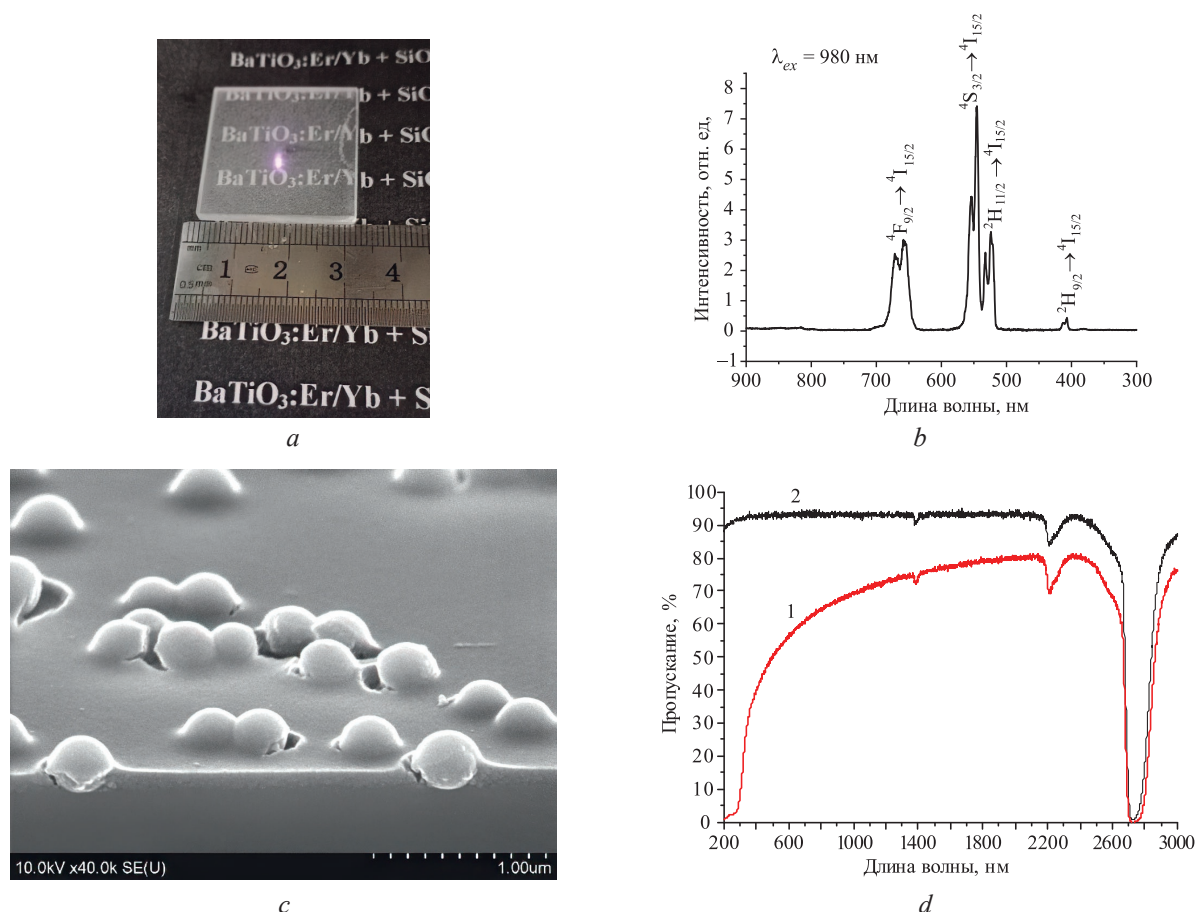 BaTiO₃:Er/Yb + SiO
BaTiO₃:Er/Yb + SiO
BaTiO₃:Er/Yb + SiO
BaTiO₃:Er/Yb + SiO
mm
cm 1 2 3 4
0.5mm
BaTiO₃:Er/Yb + SiO
BaTiO₃:Er/Yb + S
a
λex = 980 нм
⁴S3/2→⁴I15/2
⁴F9/2→⁴I15/2
²H11/2→⁴I15/2
²H9/2→⁴I15/2
Интенсивность, отн. ед,
8
7
6
5
4
3
2
1
0
–1
900 800 700 600 500 400 300
Длина волны, нм
b
10.0kV x40.0k SE(U) 1.00um
c
Пропускание, %
100
90
80
70
60
50
40
30
20
10
0
2
1
200 600 1000 1400 1800 2200 2600 3000
Длина волны, нм
d